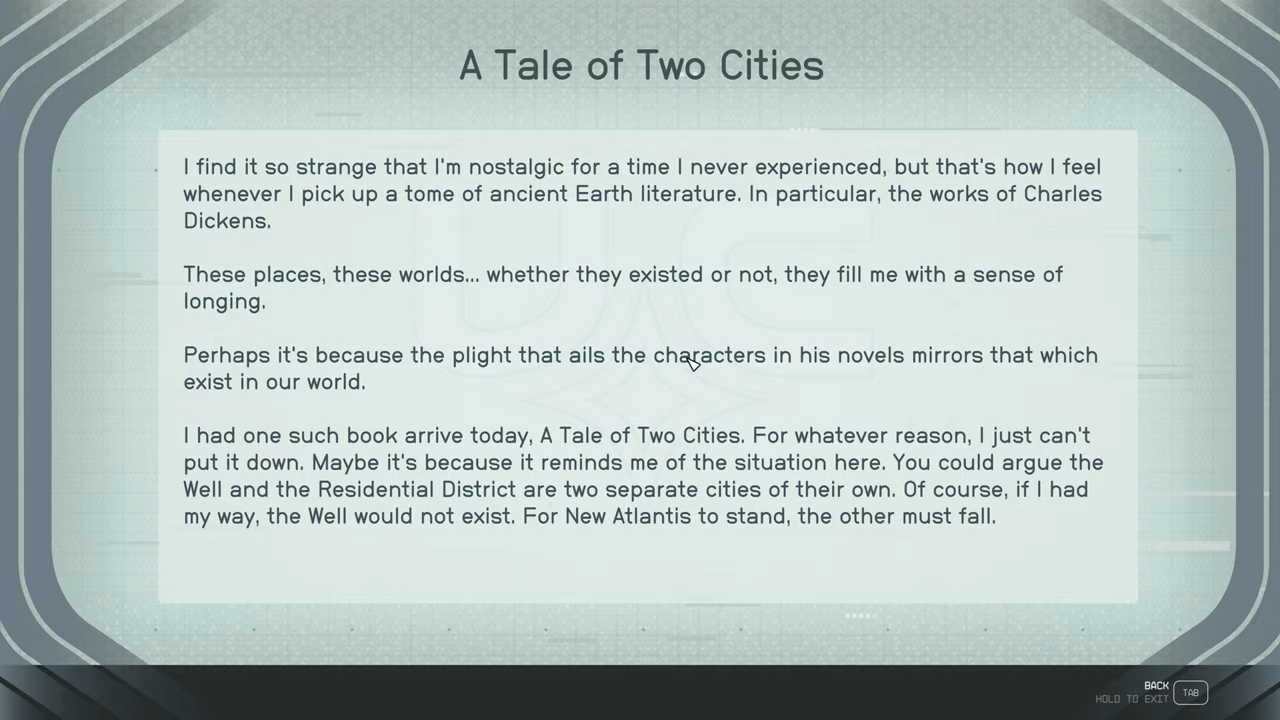 A Tale of Two Cities
I find it so strange that I'm nostalgic for a time I never experienced, but that's how I feel
whenever I pick up a tome of ancient Earth literature. In particular, the works of Charles
Dickens.
These places, these worlds... whether they existed or not, they fill me with a sense of
longing.
Perhaps it's because the plight that ails the characters in his novels mirrors that which
exist in our world.
I had one such book arrive today, A Tale of Two Cities. For whatever reason, I just can't
put it down. Maybe it's because it reminds me of the situation here. You could argue the
Well and the Residential District are two separate cities of their own. Of course, if I had
my way, the Well would not exist. For New Atlantis to stand, the other must fall.
BACK
HOLD TO EXIT TAB